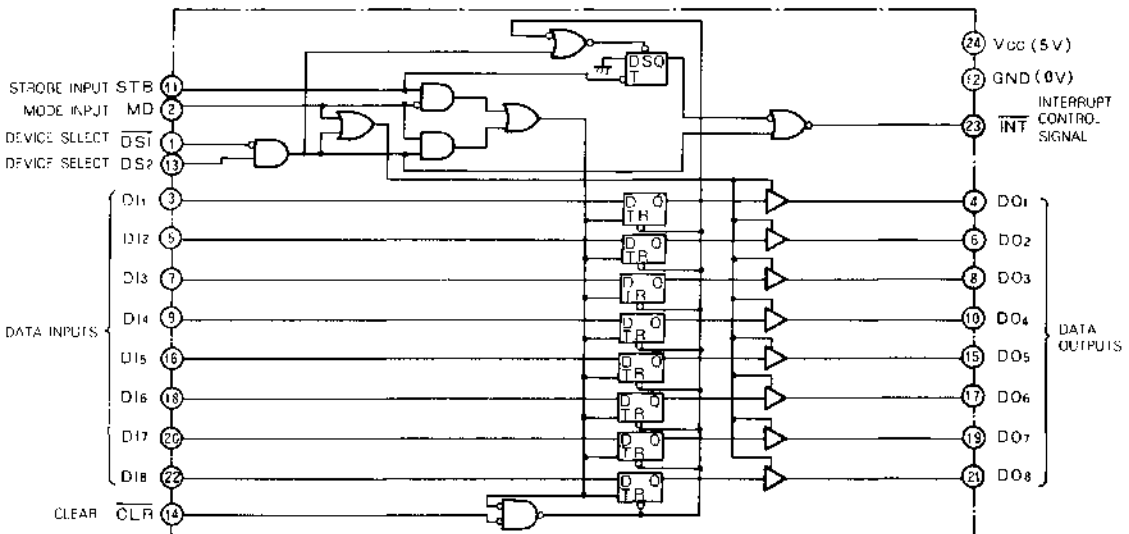 STROBE INPUT STB 11
MODE INPUT MD 2
DEVICE SELECT DS1 1
DEVICE SELECT DS2 13
DI1 3
DI2 5
DI3 7
DI4 9
DATA INPUTS
DI5 16
DI6 18
DI7 20
DI8 22
CLEAR CLR 14
D S Q
T
D Q
T R
D Q
T R
D Q
T R
D Q
T R
D Q
T R
D Q
T R
D Q
T R
D Q
T R
24 Vcc (5V)
12 GND (0V)
23 INT
INTERRUPT
CONTROL
SIGNAL
4 DO1
6 DO2
8 DO3
10 DO4
DATA
OUTPUTS
15 DO5
17 DO6
19 DO7
21 DO8